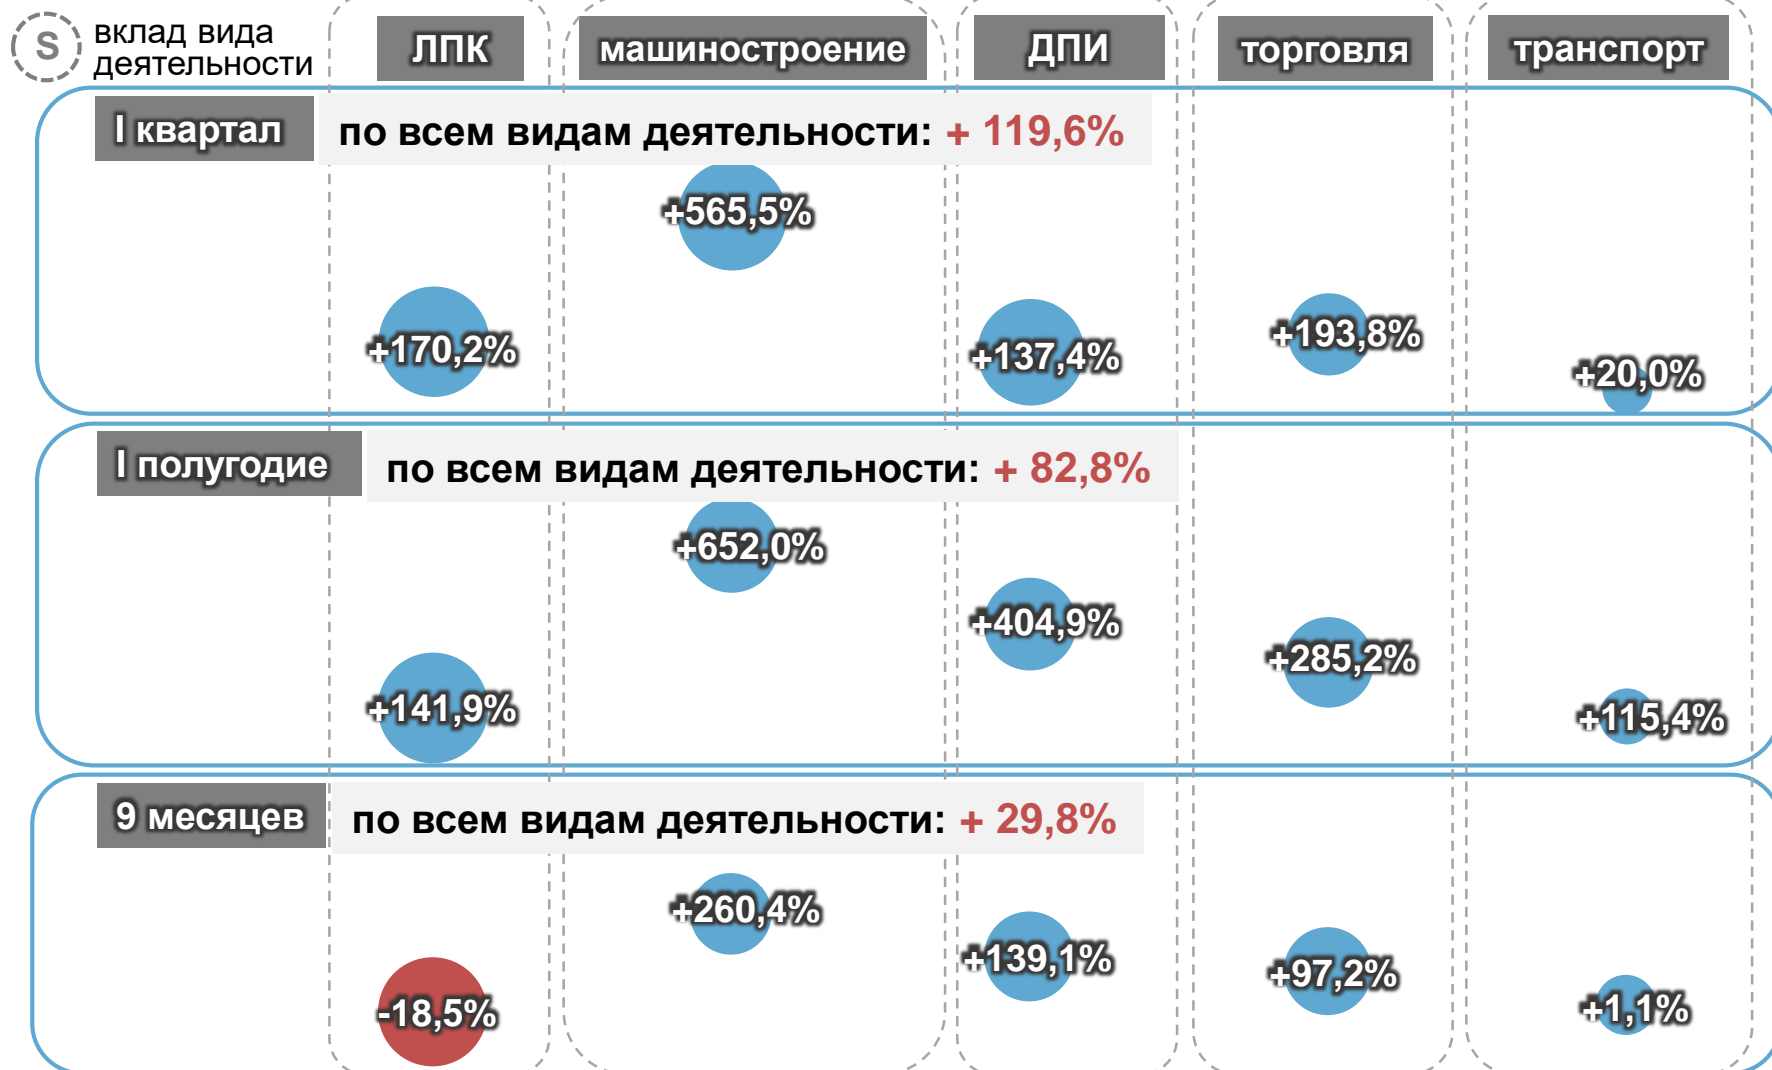 S
вклад вида
деятельности
ЛПК
машиностроение
ДПИ
торговля
транспорт
I квартал
по всем видам деятельности: + 119,6%
+565,5%
+170,2%
+137,4%
+193,8%
+20,0%
I полугодие
по всем видам деятельности: + 82,8%
+652,0%
+404,9%
+285,2%
+141,9%
+115,4%
9 месяцев
по всем видам деятельности: + 29,8%
+260,4%
+139,1%
+97,2%
-18,5%
+1,1%